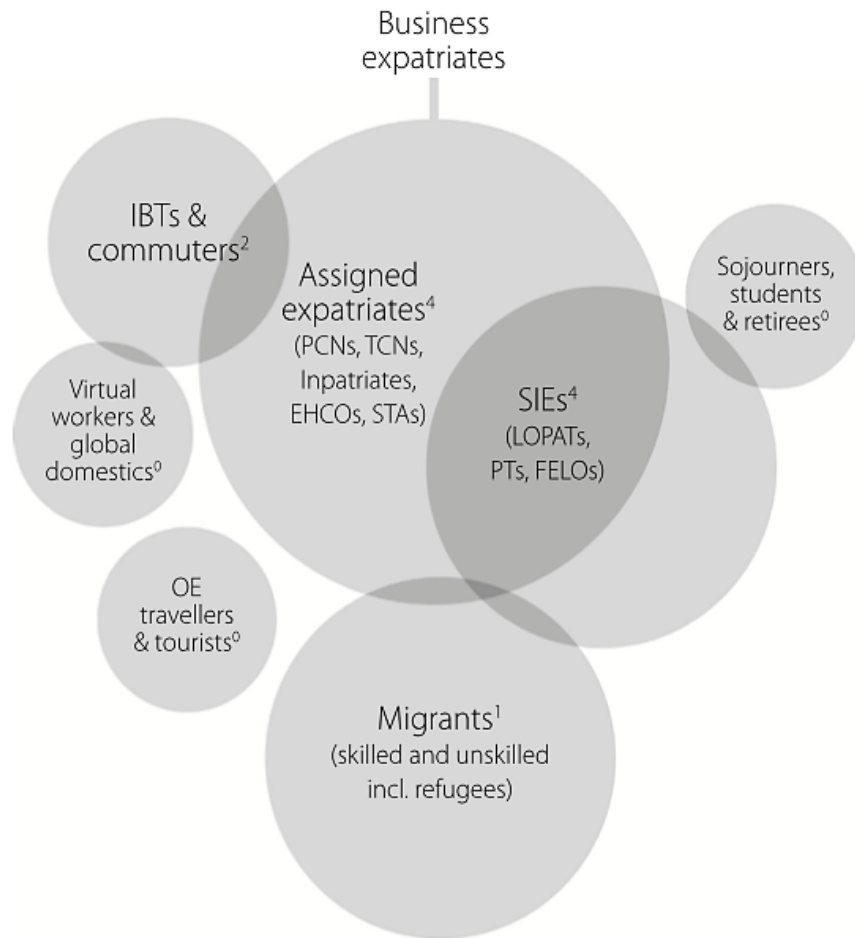 Business
expatriates
IBTs &
commuters²
Assigned
expatriates⁴
(PCNs, TCNs,
Inpatriates,
EHCOs, STAs)
Sojourners,
students
& retirees⁰
SIEs⁴
(LOPATs,
PTs, FELOs)
Virtual
workers &
global
domestics⁰
OE
travellers
& tourists⁰
Migrants¹
(skilled and unskilled
incl. refugees)